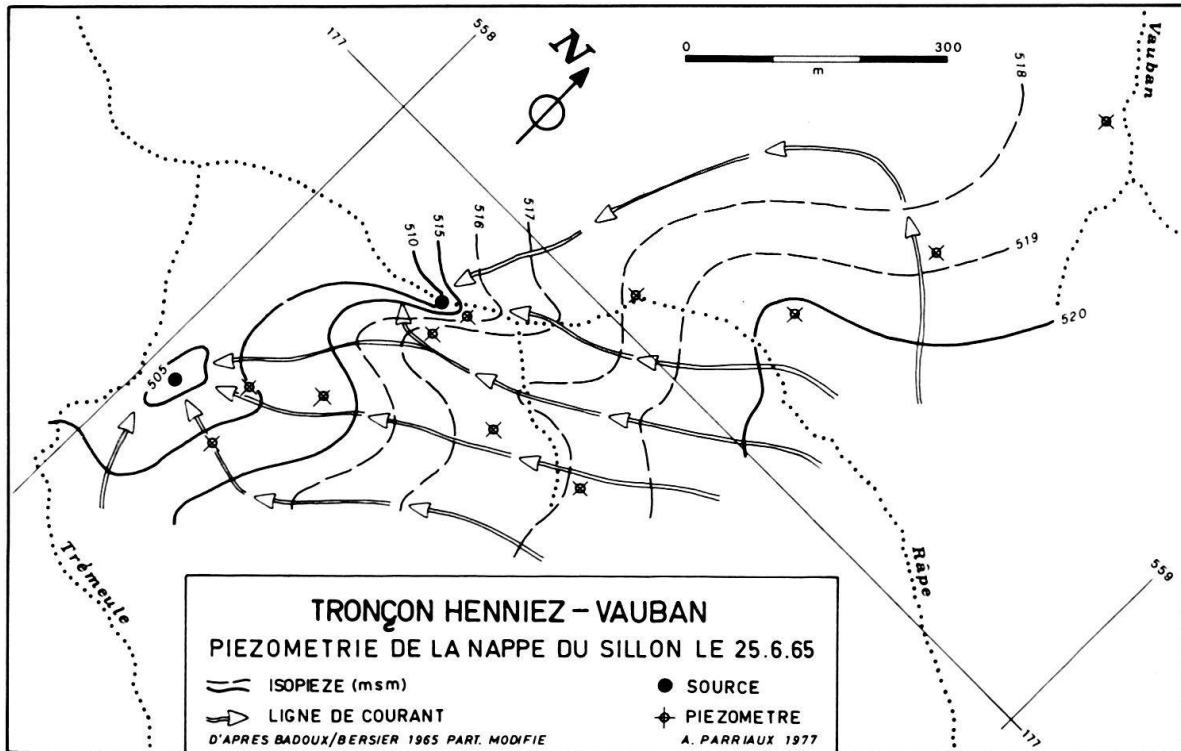 177
558
N
0
300
m
518
Vauban
510
515
516
517
519
520
505
Trémeule
Râpe
559
177
TRONÇON HENNIEZ – VAUBAN
PIEZOMETRIE DE LA NAPPE DU SILLON LE 25.6.65
ISOPIEZE (msm)
SOURCE
LIGNE DE COURANT
PIEZOMETRE
D'APRES BADOUX/BERSIER 1965 PART. MODIFIE
A. PARRIAUX 1977